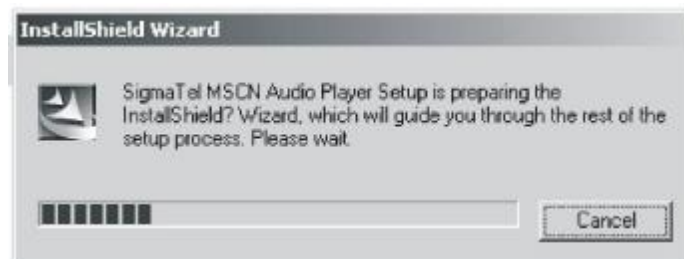 InstallShield Wizard
SigmaTel MSCN Audio Player Setup is preparing the
InstallShield? Wizard, which will guide you through the rest of the
setup process. Please wait.
Cancel